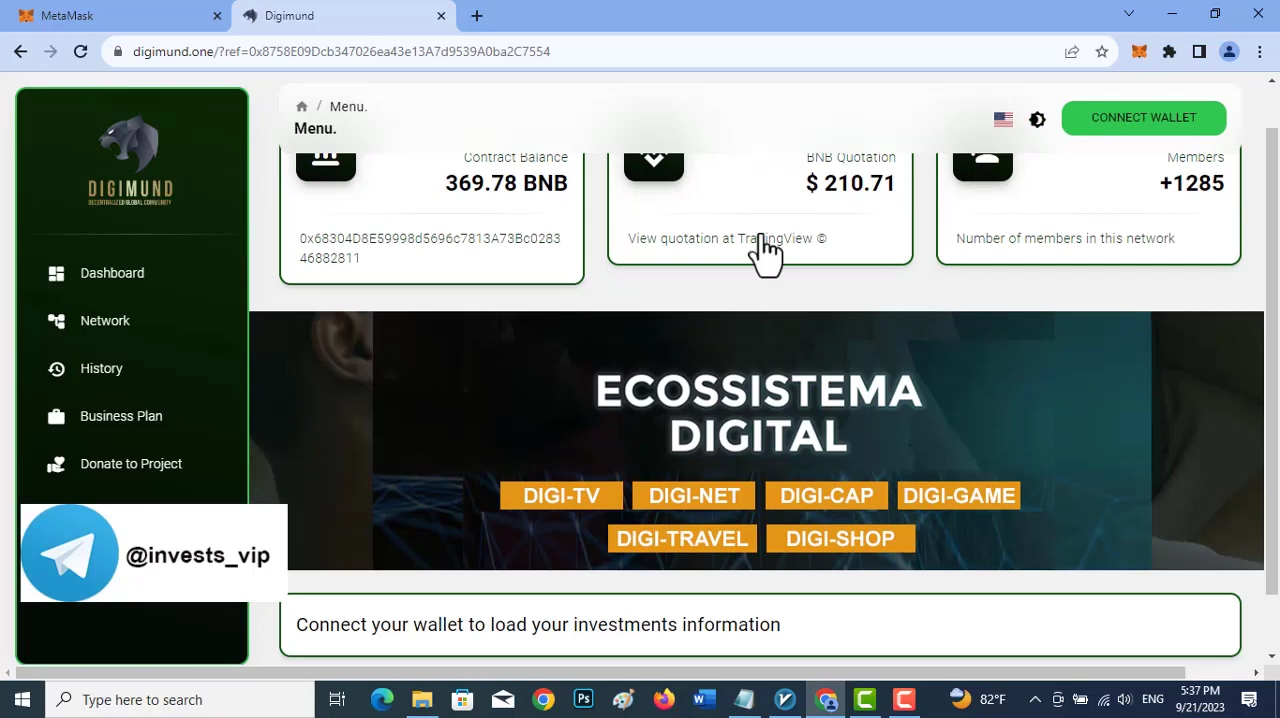 MetaMask
Digimund
digimund.one/?ref=0x8758E09Dcb347026ea43e13A7d9539A0ba2C7554
DIGIMUND
DECENTRALIZED GLOBAL COMMUNITY
Dashboard
Network
History
Business Plan
Donate to Project
@invests_vip
/ Menu.
Menu.
CONNECT WALLET
Contract Balance
369.78 BNB
0x68304D8E59998d5696c7813A73Bc0283
46882811
BNB Quotation
$ 210.71
View quotation at TradingView ©
Members
+1285
Number of members in this network
ECOSSISTEMA
DIGITAL
DIGI-TV DIGI-NET DIGI-CAP DIGI-GAME
DIGI-TRAVEL DIGI-SHOP
Connect your wallet to load your investments information
Type here to search
82°F
ENG
5:37 PM
9/21/2023